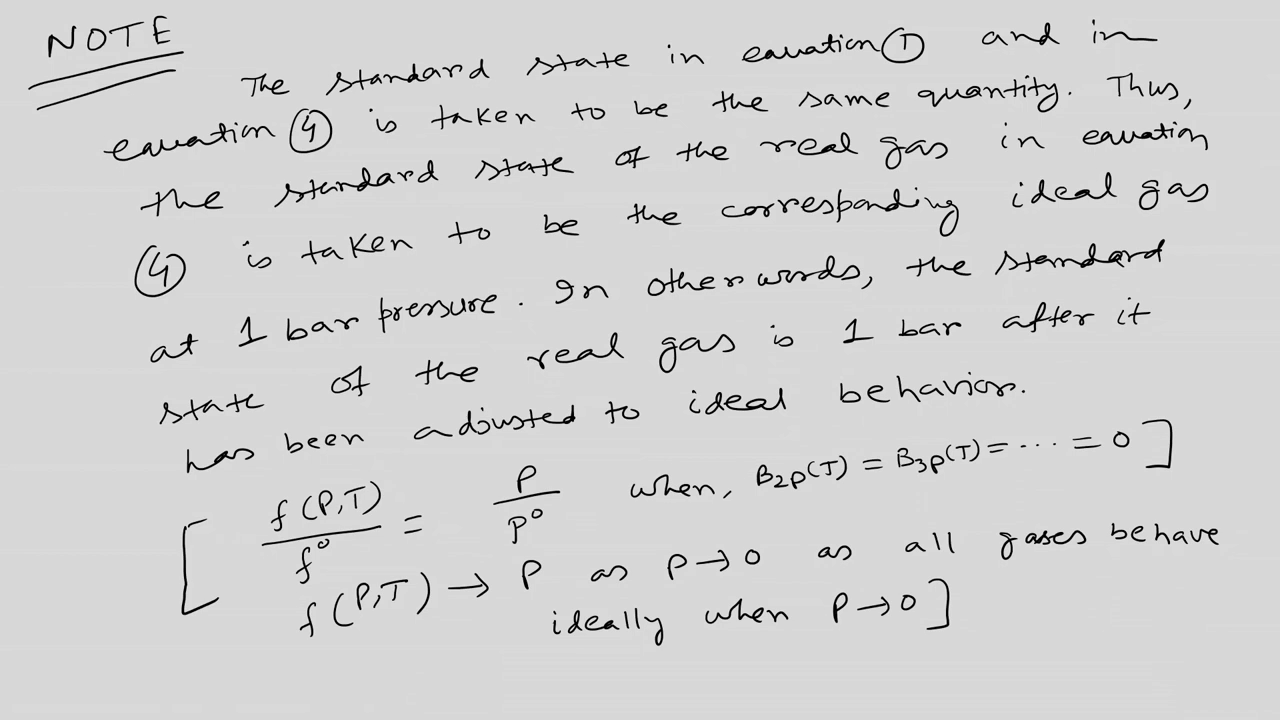 NOTE
The standard state in equation ① and in
equation ④ is taken to be the same quantity. Thus,
the standard state of the real gas in equation
④ is taken to be the corresponding ideal gas
at 1 bar pressure. In other words, the standard
state of the real gas is 1 bar after it
has been adjusted to ideal behavior.
[ f(P,T)/f° = P/P° when, B₂p(T) = B₃p(T) = ... = 0 ]
f(P,T) → P as P→0 as all gases behave
ideally when P→0 ]